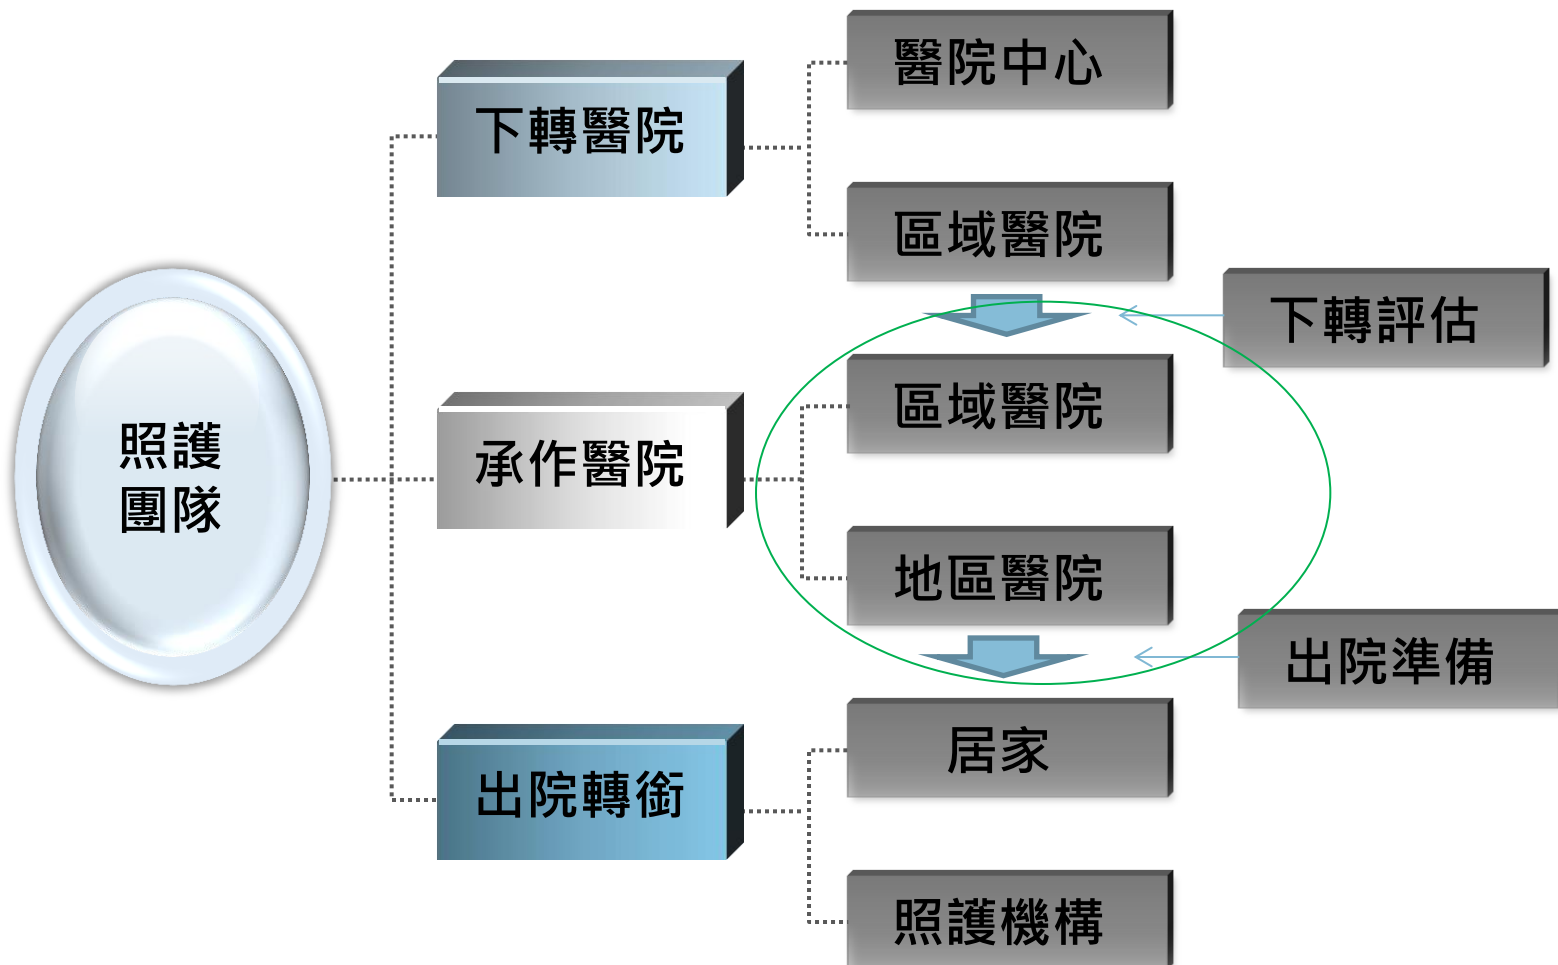 照護
團隊
下轉醫院
醫院中心
區域醫院
下轉評估
承作醫院
區域醫院
地區醫院
出院準備
出院轉銜
居家
照護機構